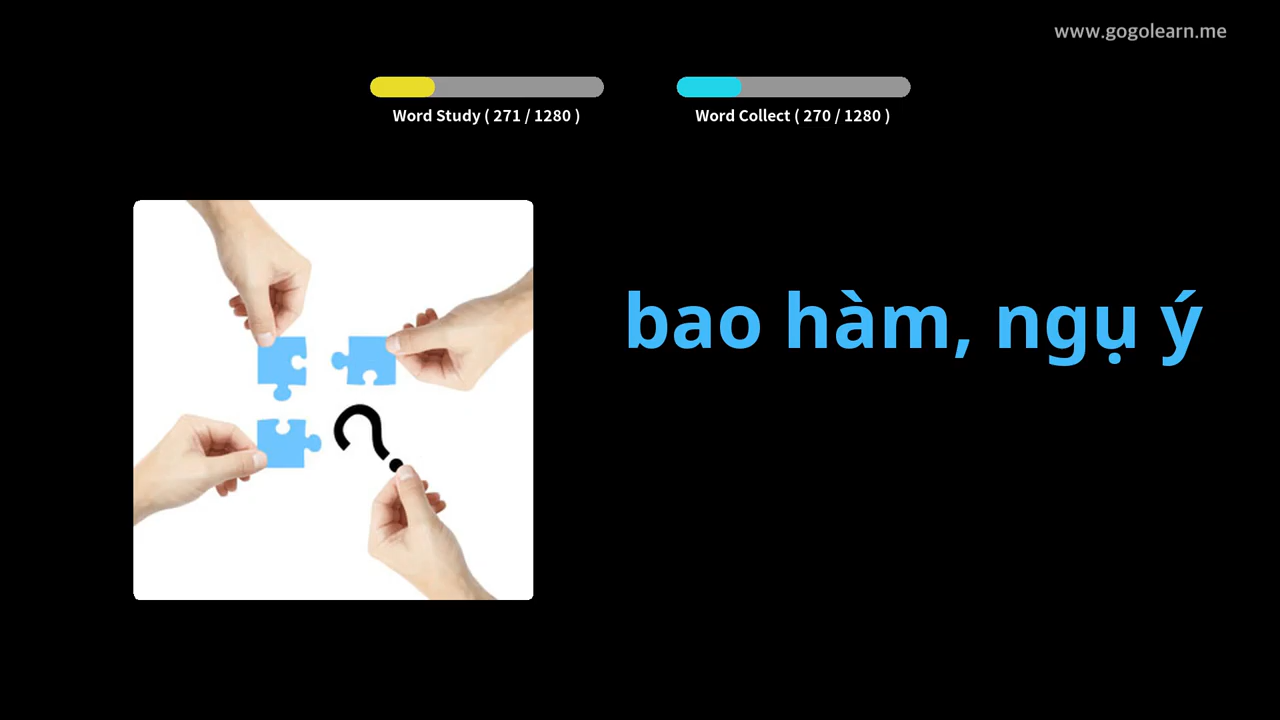 www.gogolearn.me
Word Study ( 271 / 1280 )
Word Collect ( 270 / 1280 )
bao hàm, ngụ ý
?